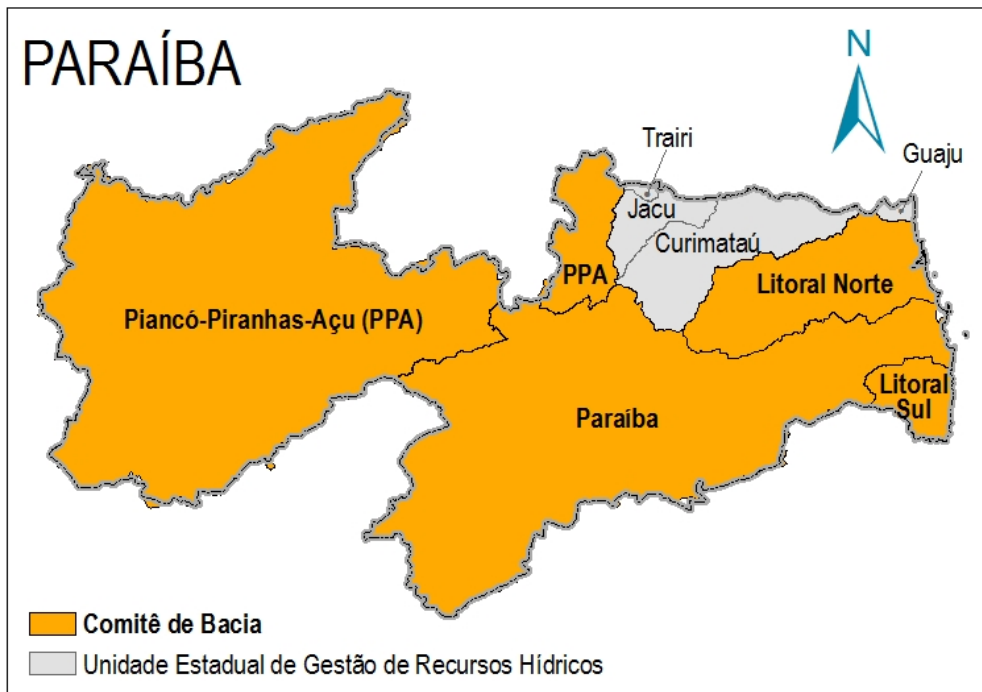 PARAÍBA
N
Trairi
Guaju
Jacu
Curimataú
PPA
Litoral Norte
Piancó-Piranhas-Açu (PPA)
Litoral
Sul
Paraíba
Comitê de Bacia
Unidade Estadual de Gestão de Recursos Hídricos